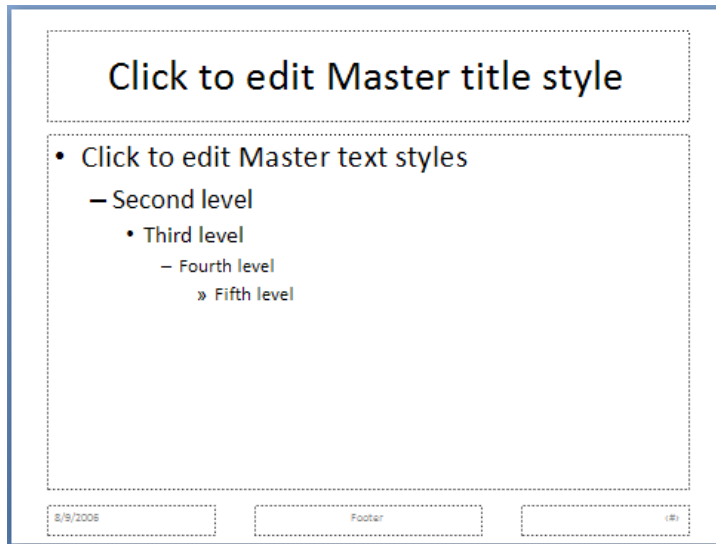 Click to edit Master title style
• Click to edit Master text styles
– Second level
• Third level
– Fourth level
» Fifth level
8/9/2006 Footer ‹#›